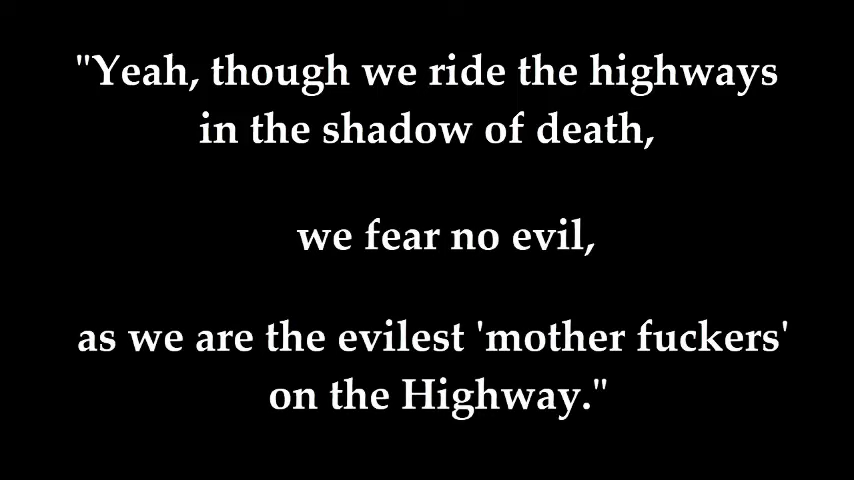 "Yeah, though we ride the highways
in the shadow of death,
we fear no evil,
as we are the evilest 'mother fuckers'
on the Highway."